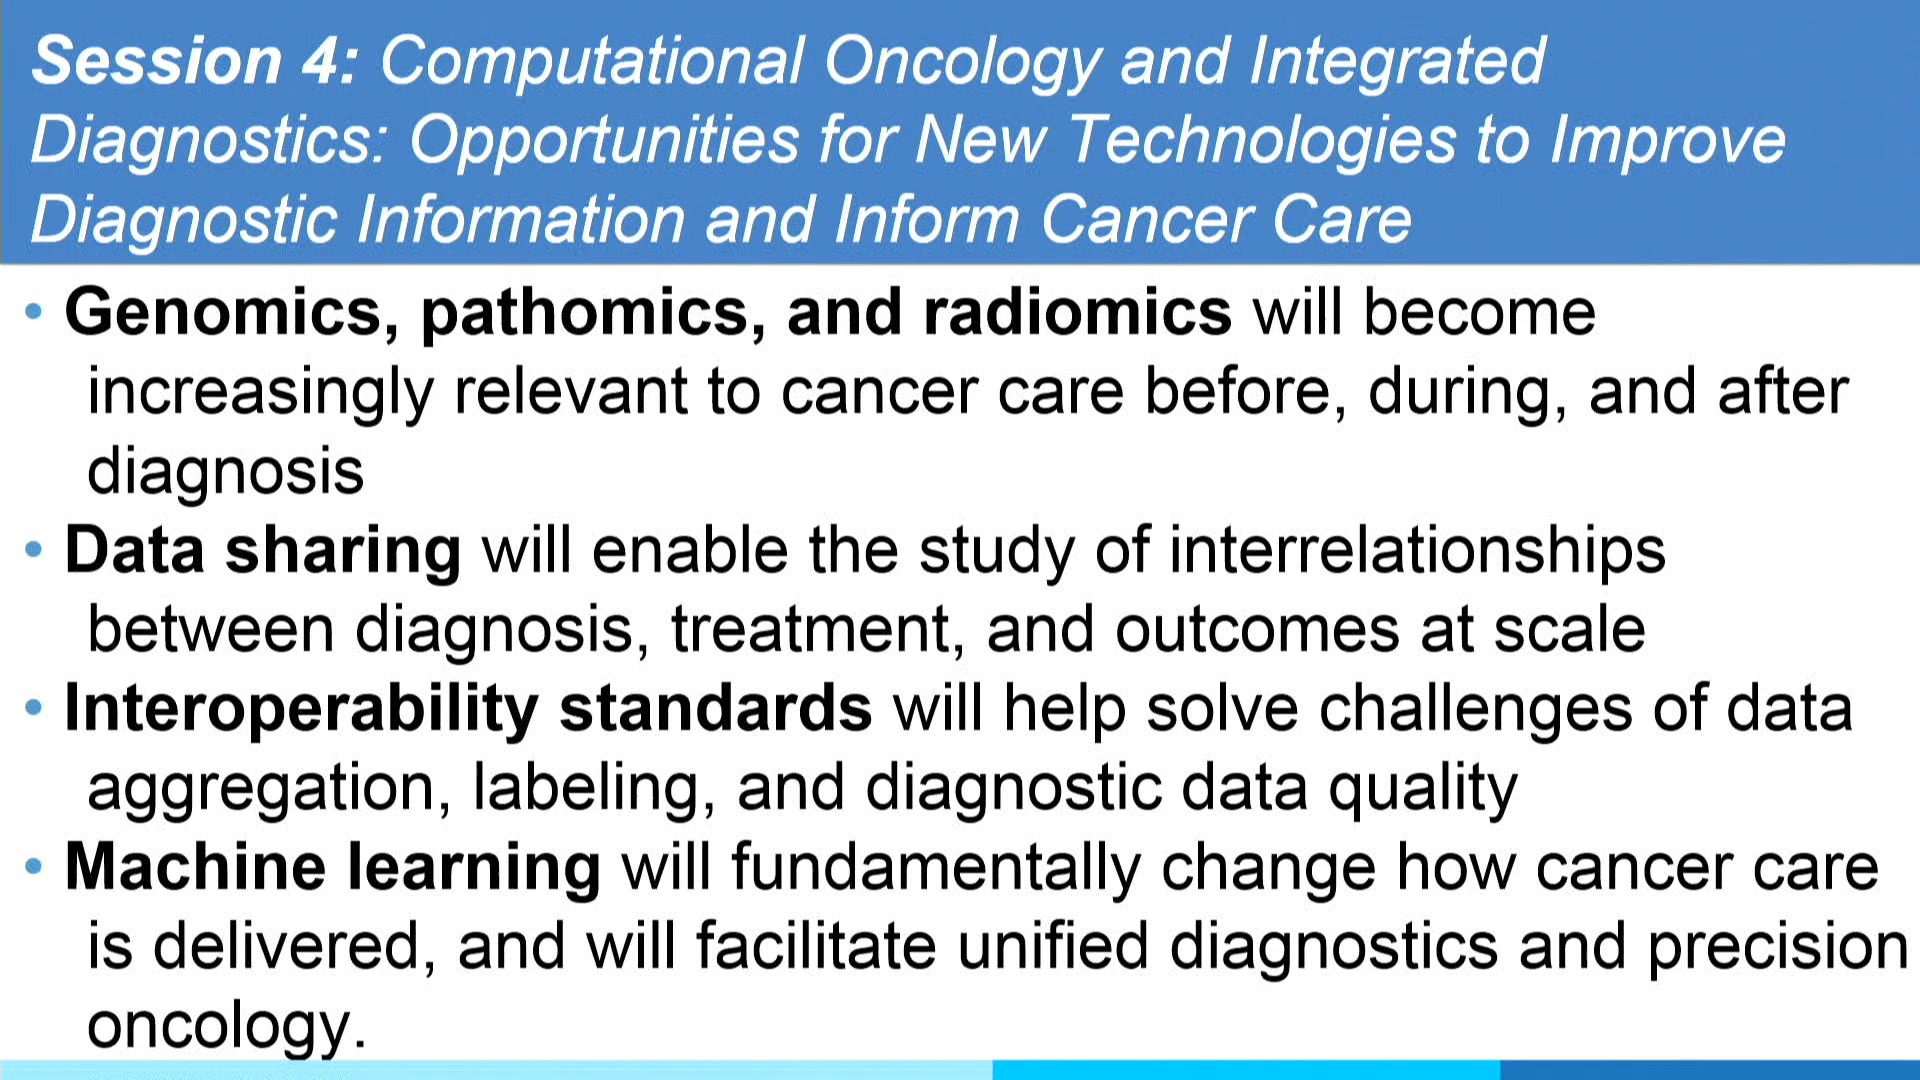 Session 4: Computational Oncology and Integrated
Diagnostics: Opportunities for New Technologies to Improve
Diagnostic Information and Inform Cancer Care
• Genomics, pathomics, and radiomics will become
increasingly relevant to cancer care before, during, and after
diagnosis
• Data sharing will enable the study of interrelationships
between diagnosis, treatment, and outcomes at scale
• Interoperability standards will help solve challenges of data
aggregation, labeling, and diagnostic data quality
• Machine learning will fundamentally change how cancer care
is delivered, and will facilitate unified diagnostics and precision
oncology.